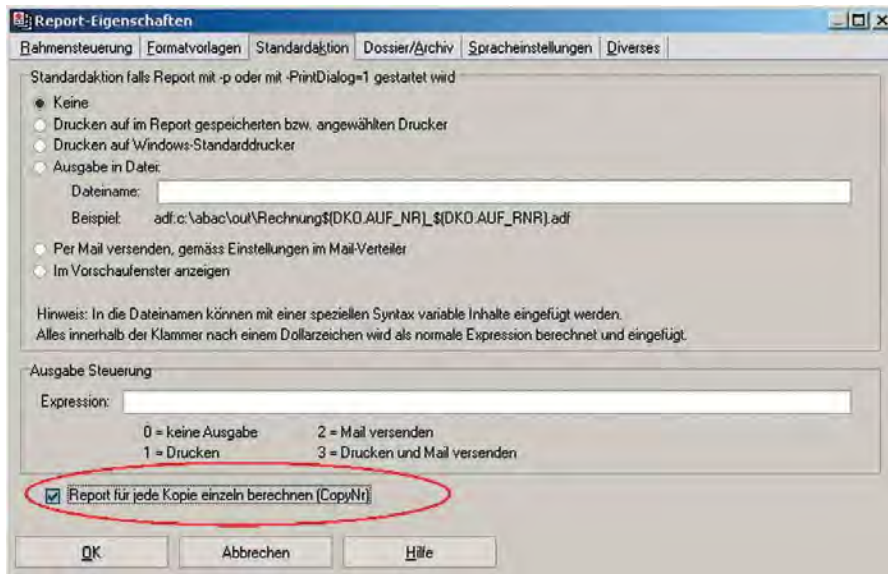 Report-Eigenschaften
Rahmensteuerung Formatvorlagen Standardaktion Dossier/Archiv Spracheinstellungen Diverses
Standardaktion falls Report mit -p oder mit -PrintDialog=1 gestartet wird
Keine
Drucken auf im Report gespeicherten bzw. angewählten Drucker
Drucken auf Windows-Standarddrucker
Ausgabe in Datei:
Dateiname:
Beispiel: adf:c:\abac\out\Rechnung$(DKO.AUF_NR)_$(DKO.AUF_RNR).adf
Per Mail versenden, gemäss Einstellungen im Mail-Verteiler
Im Vorschaufenster anzeigen
Hinweis: In die Dateinamen können mit einer speziellen Syntax variable Inhalte eingefügt werden.
Alles innerhalb der Klammer nach einem Dollarzeichen wird als normale Expression berechnet und eingefügt.
Ausgabe Steuerung
Expression:
0 = keine Ausgabe 2 = Mail versenden
1 = Drucken 3 = Drucken und Mail versenden
Report für jede Kopie einzeln berechnen (CopyNr)
OK Abbrechen Hilfe